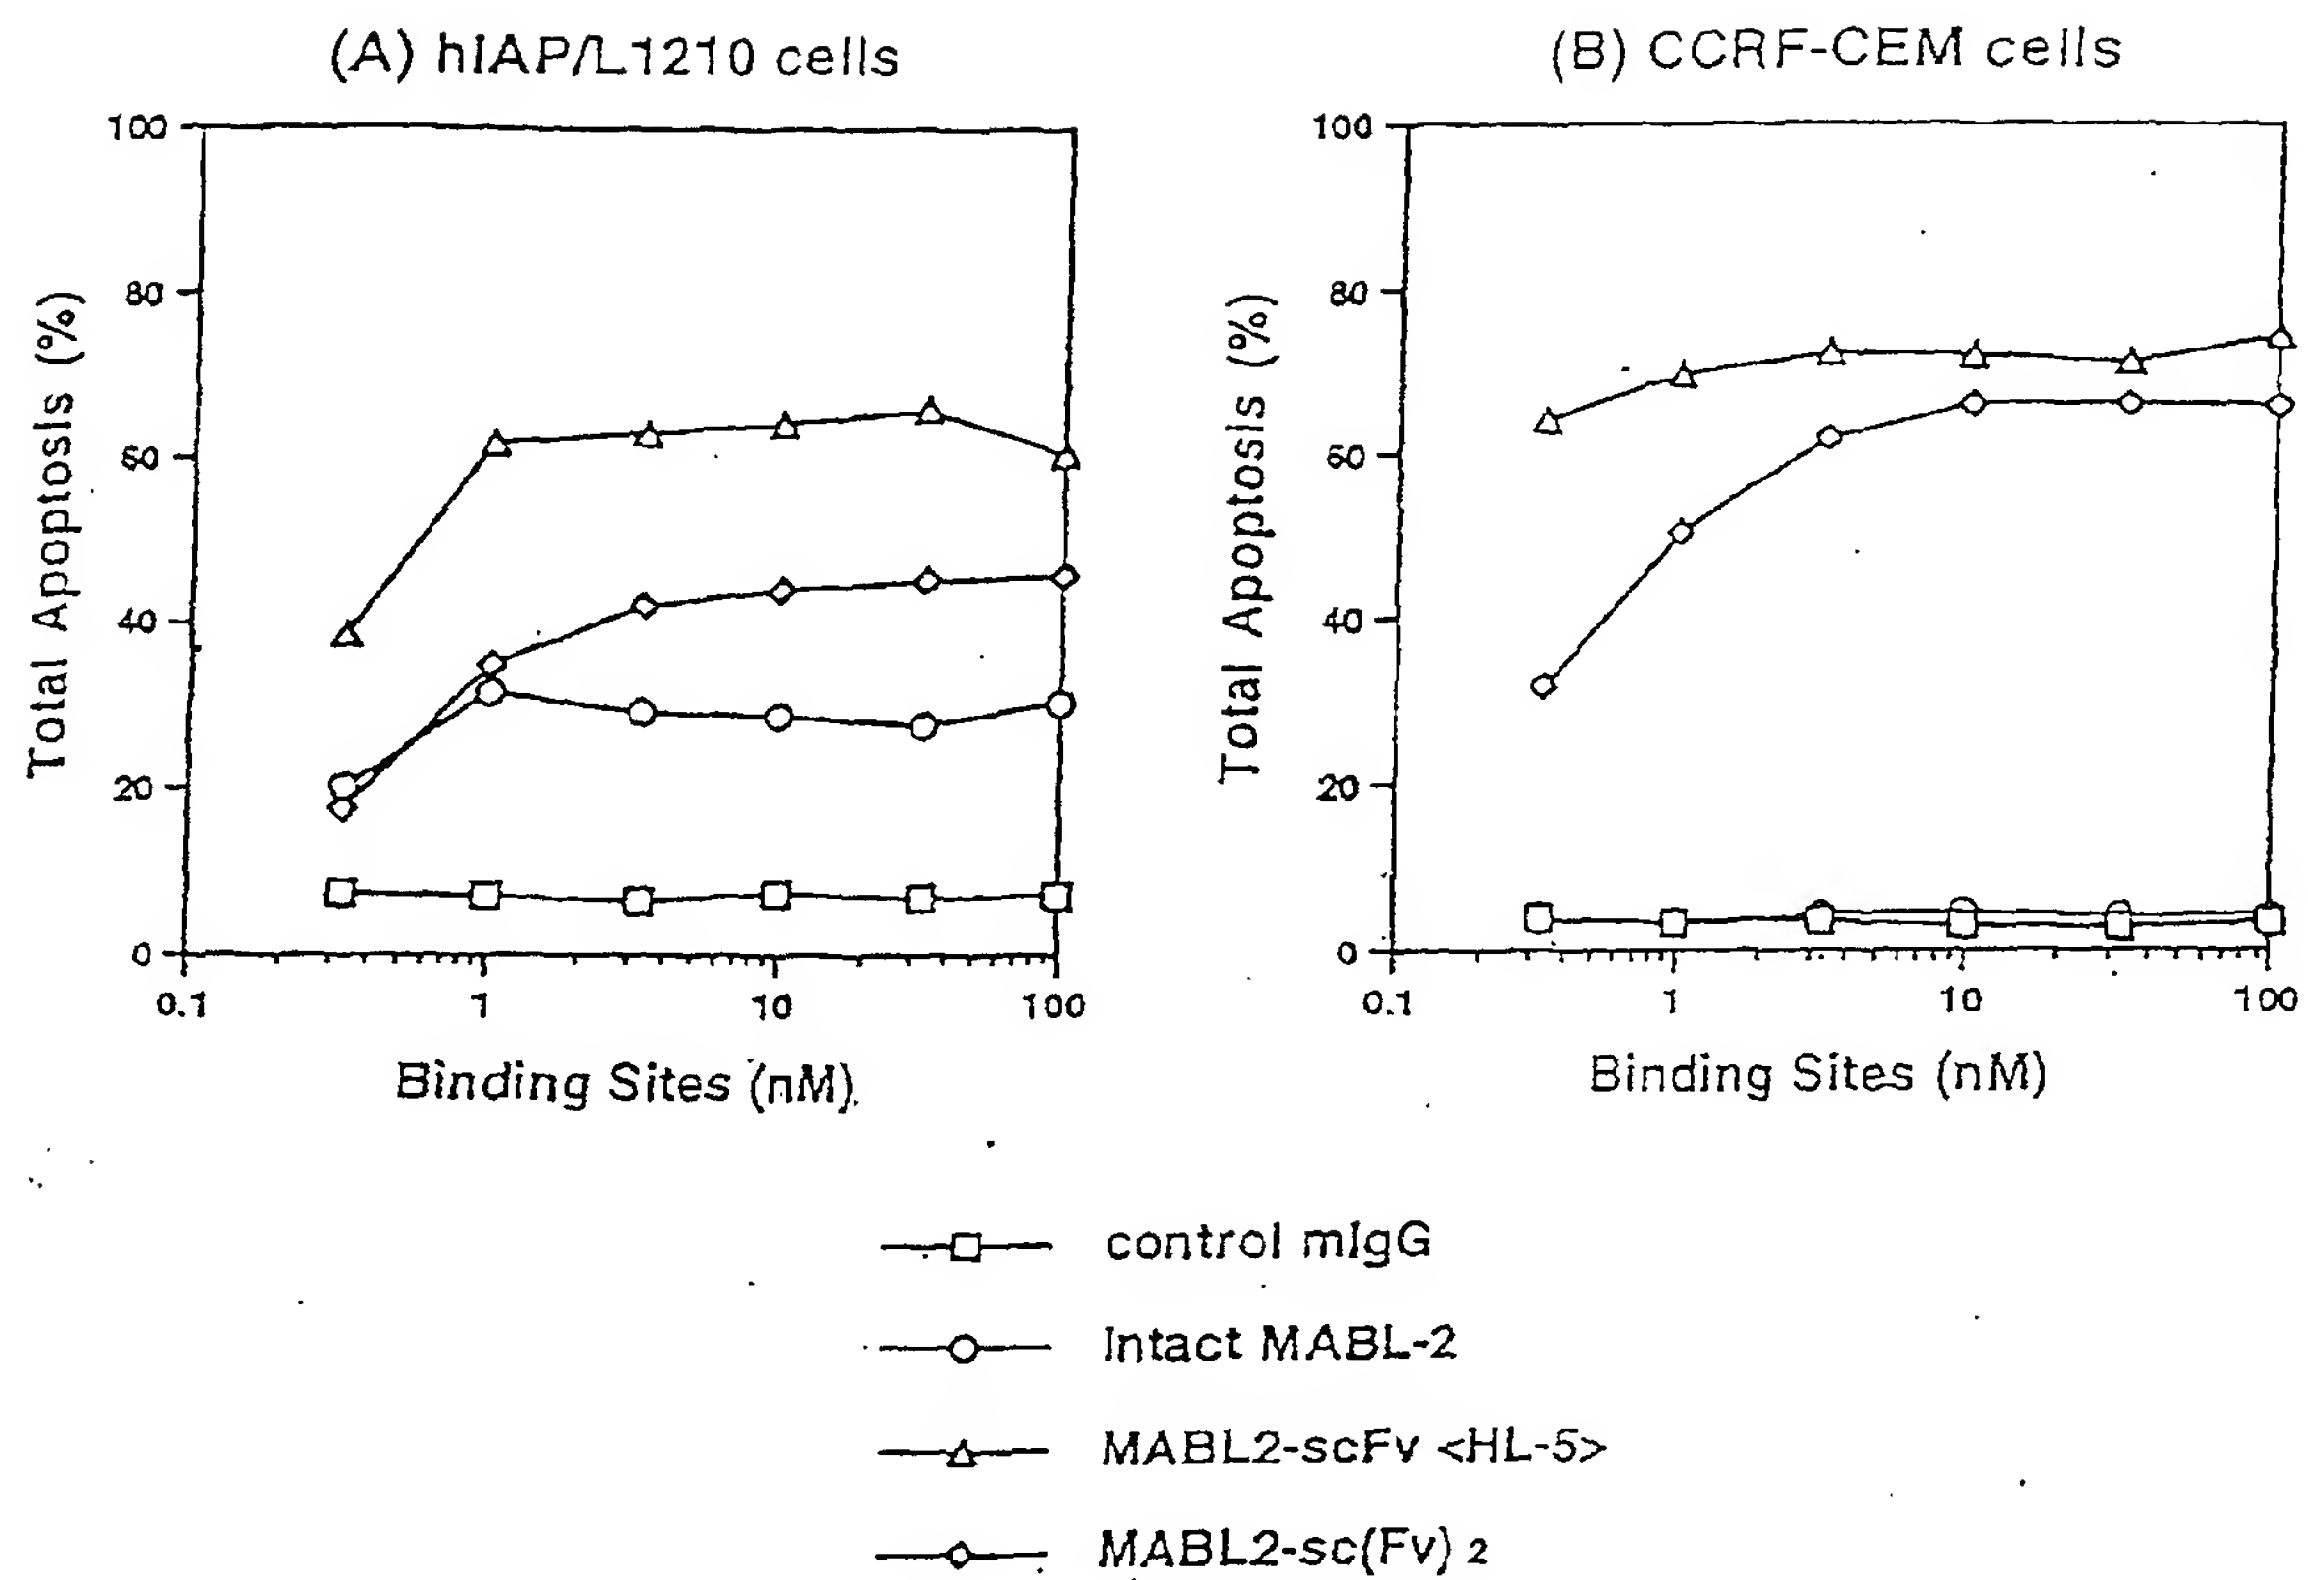 (A) hIAP/L1210 cells
100
80
60
40
20
0
Total Apoptosis (%)
0.1 1 10 100
Binding Sites (nM)
(B) CCRF-CEM cells
100
80
60
40
20
0
Total Apoptosis (%)
0.1 1 10 100
Binding Sites (nM)
control mIgG
Intact MABL-2
MABL2-scFv <HL-5>
MABL2-sc(Fv) 2